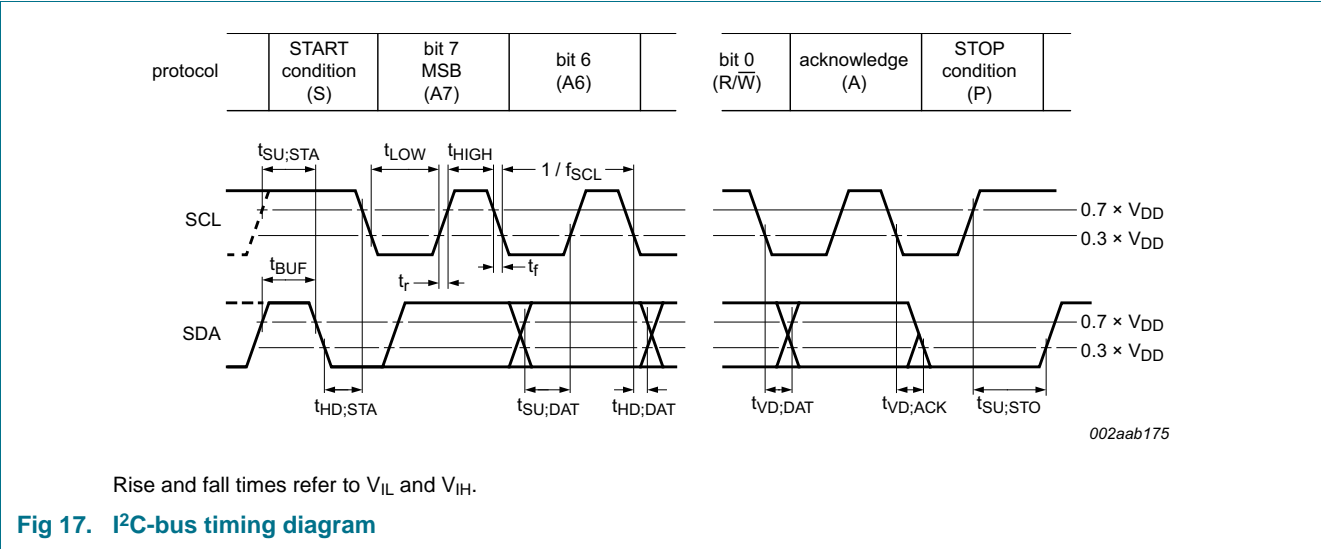 protocol
START condition (S)
bit 7 MSB (A7)
bit 6 (A6)
bit 0 (R/W̅)
acknowledge (A)
STOP condition (P)
tSU;STA
tLOW
tHIGH
1 / fSCL
SCL
0.7 × VDD
0.3 × VDD
tBUF
tr
tf
SDA
0.7 × VDD
0.3 × VDD
tHD;STA
tSU;DAT
tHD;DAT
tVD;DAT
tVD;ACK
tSU;STO
002aab175
Rise and fall times refer to VIL and VIH.
Fig 17. I²C-bus timing diagram